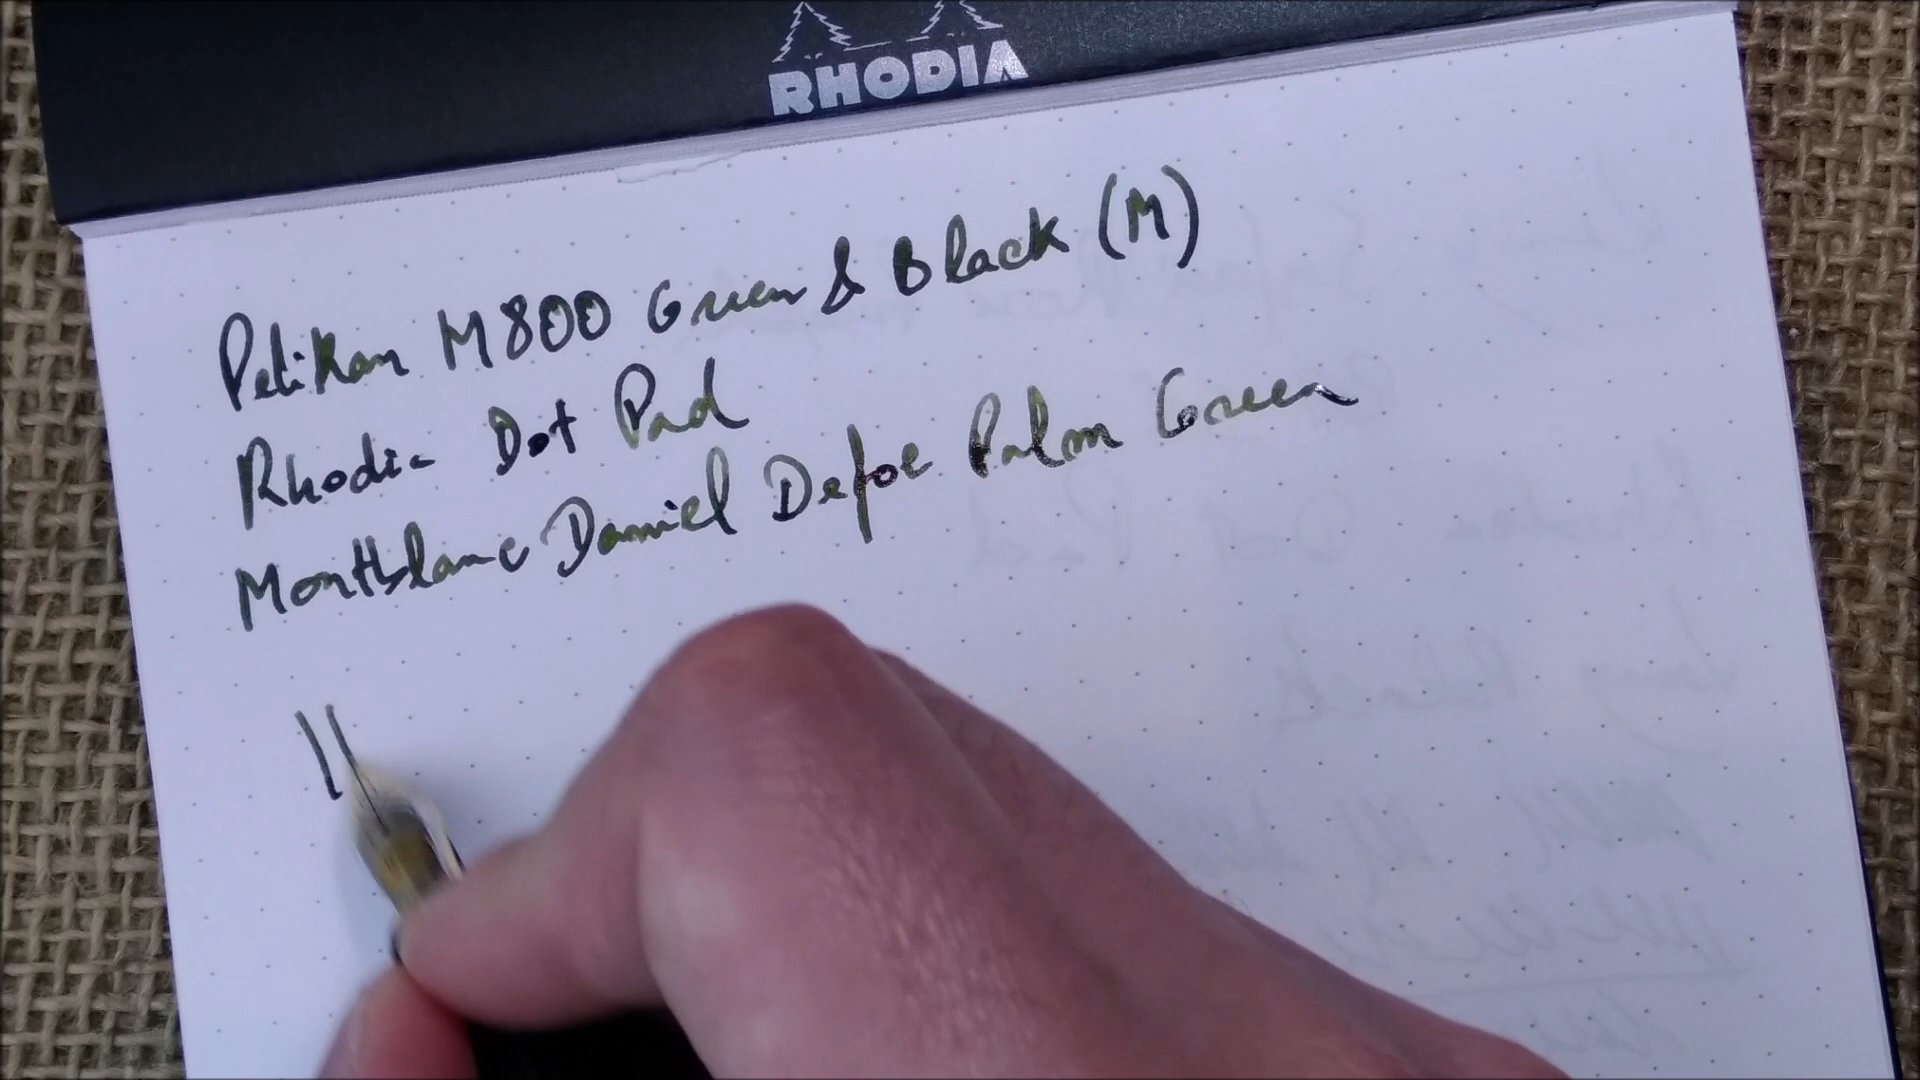 RHODIA
Pelikan M800 Green & Black (M)
Rhodia Dot Pad
Montblanc Daniel Defoe Palm Green